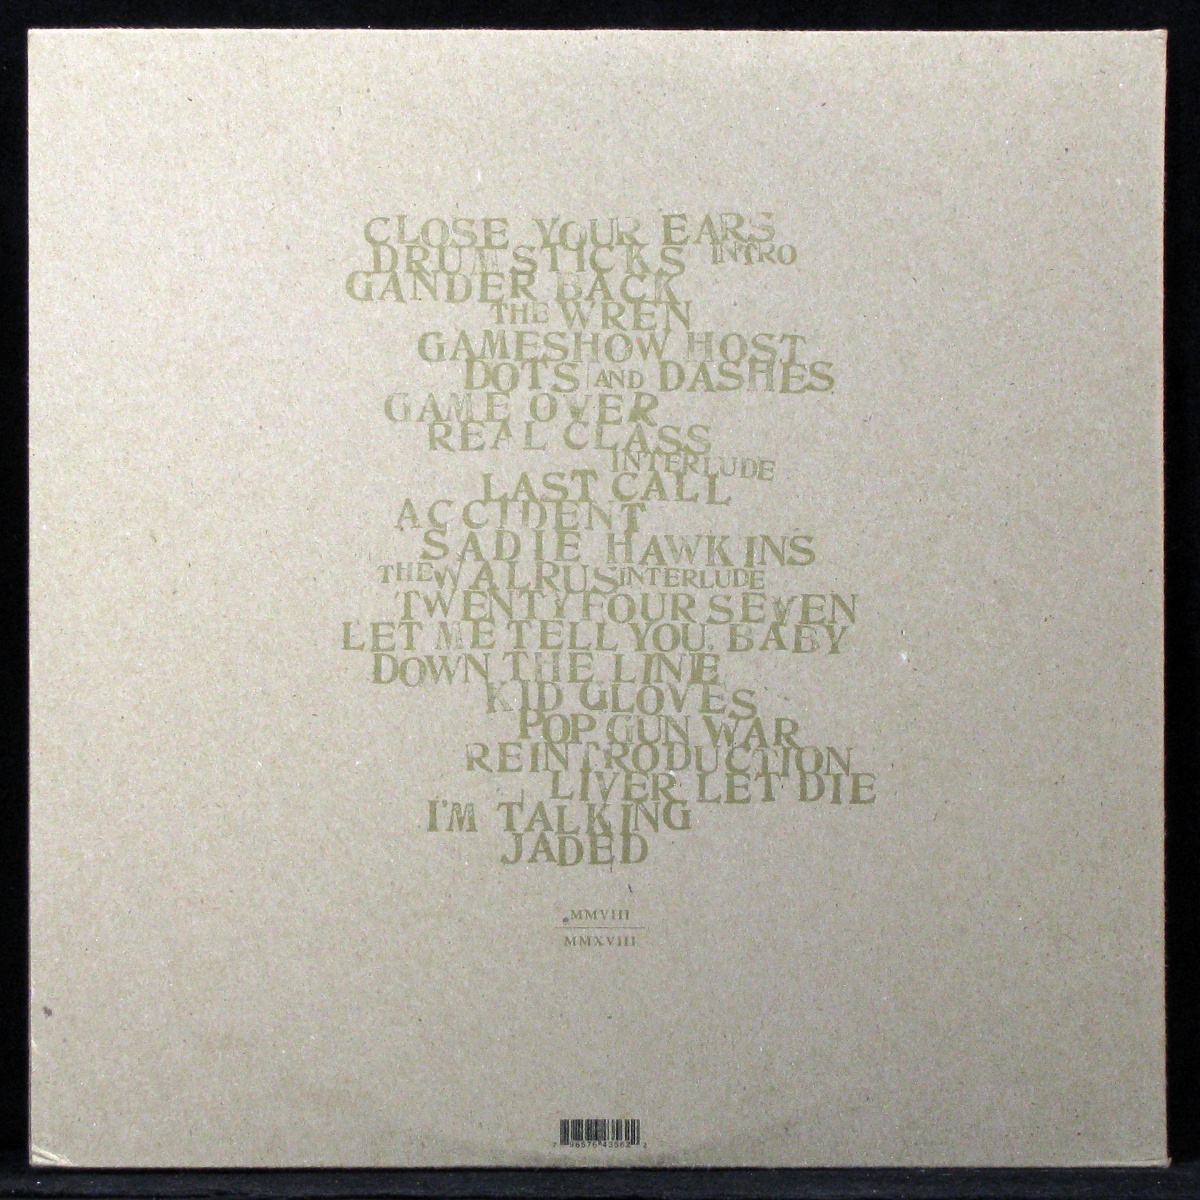 CLOSE YOUR EARS
INTRO
DRUMSTICKS
GANDER BACK
THE WREN
GAMESHOW HOST
DOTS AND DASHES
GAME OVER
REAL CLASS
INTERLUDE
LAST CALL
ACCIDENT
SADIE HAWKINS
THE WALRUS INTERLUDE
TWENTY FOUR SEVEN
LET ME TELL YOU, BABY
DOWN THE LINE
KID GLOVES
POP GUN WAR
REINTRODUCTION
LIVER LET DIE
I'M TALKING
JADED
MMVIII
MMXVIII